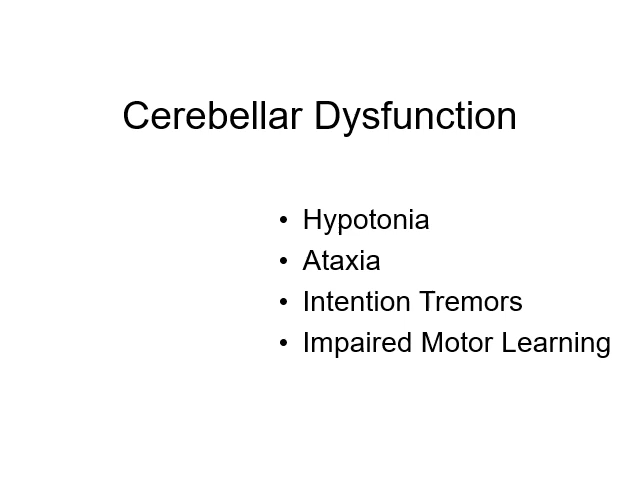 Cerebellar Dysfunction
• Hypotonia
• Ataxia
• Intention Tremors
• Impaired Motor Learning